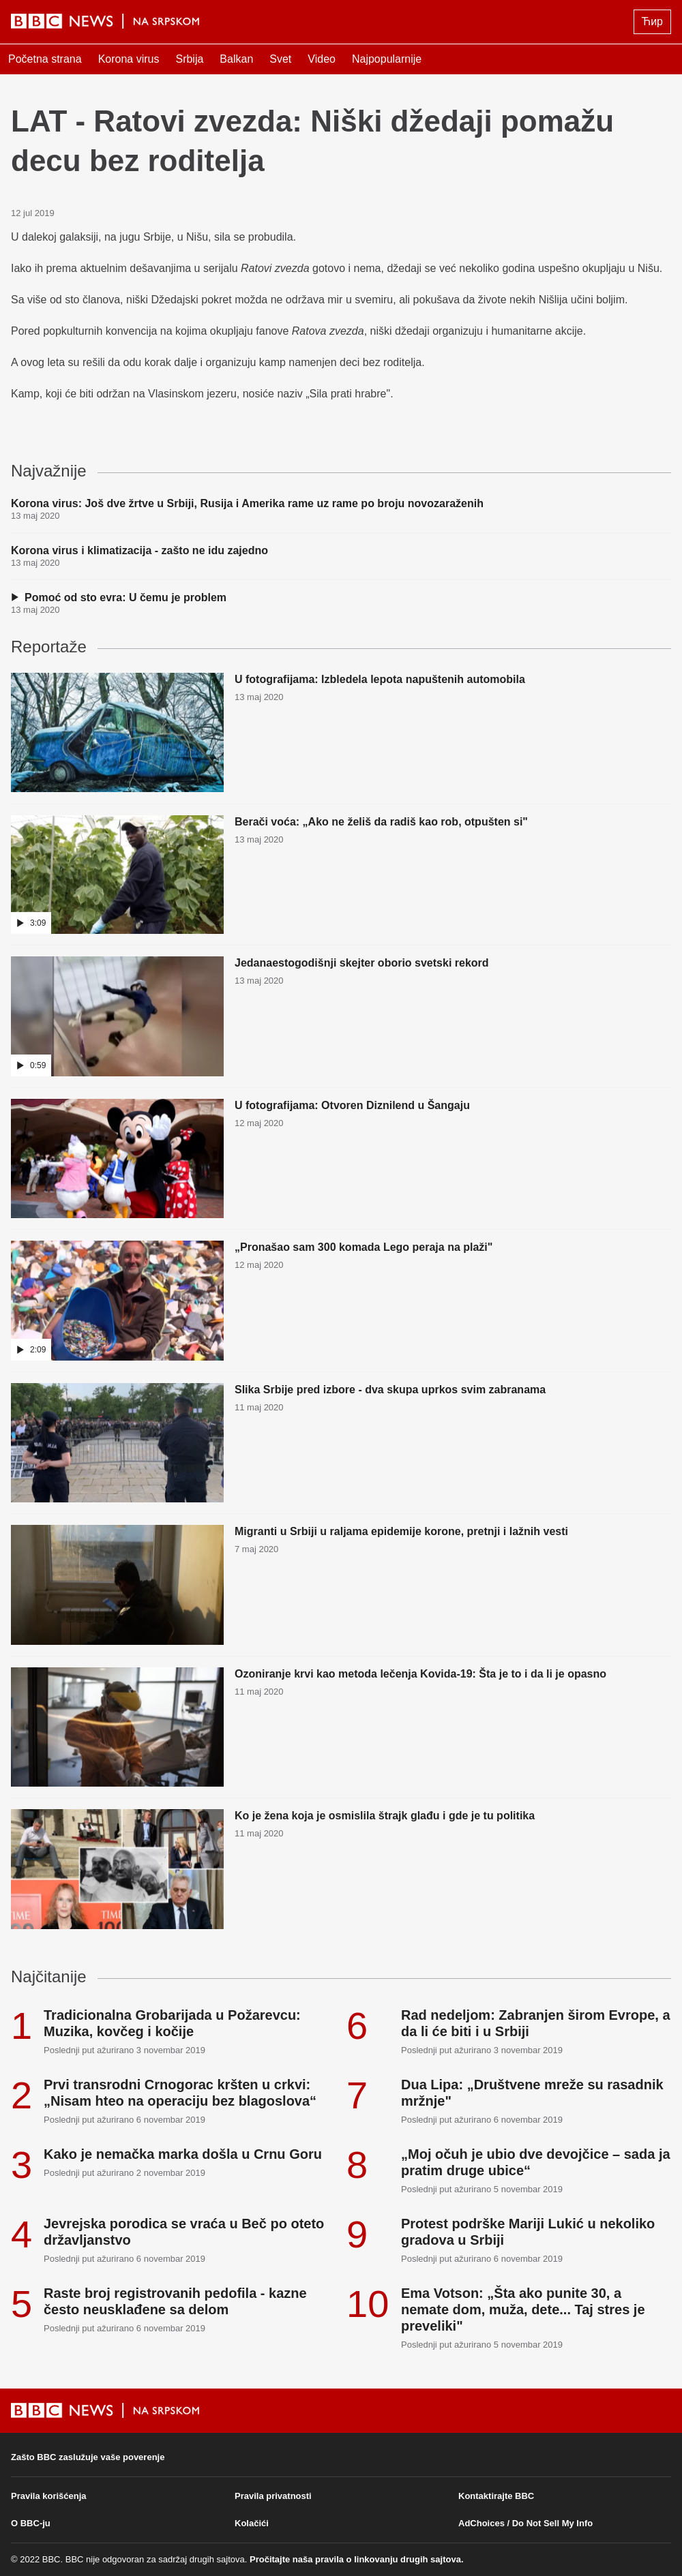 BBC NEWS | NA SRPSKOM
Ћир
Početna strana Korona virus Srbija Balkan Svet Video Najpopularnije
LAT - Ratovi zvezda: Niški džedaji pomažu
decu bez roditelja
12 jul 2019
U dalekoj galaksiji, na jugu Srbije, u Nišu, sila se probudila.
Iako ih prema aktuelnim dešavanjima u serijalu Ratovi zvezda gotovo i nema, džedaji se već nekoliko godina uspešno okupljaju u Nišu.
Sa više od sto članova, niški Džedajski pokret možda ne održava mir u svemiru, ali pokušava da živote nekih Nišlija učini boljim.
Pored popkulturnih konvencija na kojima okupljaju fanove Ratova zvezda, niški džedaji organizuju i humanitarne akcije.
A ovog leta su rešili da odu korak dalje i organizuju kamp namenjen deci bez roditelja.
Kamp, koji će biti održan na Vlasinskom jezeru, nosiće naziv „Sila prati hrabre".
Najvažnije
Korona virus: Još dve žrtve u Srbiji, Rusija i Amerika rame uz rame po broju novozaraženih
13 maj 2020
Korona virus i klimatizacija - zašto ne idu zajedno
13 maj 2020
Pomoć od sto evra: U čemu je problem
13 maj 2020
Reportaže
U fotografijama: Izbledela lepota napuštenih automobila
13 maj 2020
Berači voća: „Ako ne želiš da radiš kao rob, otpušten si"
13 maj 2020
3:09
Jedanaestogodišnji skejter oborio svetski rekord
13 maj 2020
0:59
U fotografijama: Otvoren Diznilend u Šangaju
12 maj 2020
„Pronašao sam 300 komada Lego peraja na plaži"
12 maj 2020
2:09
Slika Srbije pred izbore - dva skupa uprkos svim zabranama
11 maj 2020
Migranti u Srbiji u raljama epidemije korone, pretnji i lažnih vesti
7 maj 2020
Ozoniranje krvi kao metoda lečenja Kovida-19: Šta je to i da li je opasno
11 maj 2020
Ko je žena koja je osmislila štrajk glađu i gde je tu politika
11 maj 2020
TIME
Najčitanije
1
Tradicionalna Grobarijada u Požarevcu:
Muzika, kovčeg i kočije
Poslednji put ažurirano 3 novembar 2019
2
Prvi transrodni Crnogorac kršten u crkvi:
„Nisam hteo na operaciju bez blagoslova“
Poslednji put ažurirano 6 novembar 2019
3
Kako je nemačka marka došla u Crnu Goru
Poslednji put ažurirano 2 novembar 2019
4
Jevrejska porodica se vraća u Beč po oteto
državljanstvo
Poslednji put ažurirano 6 novembar 2019
5
Raste broj registrovanih pedofila - kazne
često neusklađene sa delom
Poslednji put ažurirano 6 novembar 2019
6
Rad nedeljom: Zabranjen širom Evrope, a
da li će biti i u Srbiji
Poslednji put ažurirano 3 novembar 2019
7
Dua Lipa: „Društvene mreže su rasadnik
mržnje"
Poslednji put ažurirano 6 novembar 2019
8
„Moj očuh je ubio dve devojčice – sada ja
pratim druge ubice“
Poslednji put ažurirano 5 novembar 2019
9
Protest podrške Mariji Lukić u nekoliko
gradova u Srbiji
Poslednji put ažurirano 6 novembar 2019
10
Ema Votson: „Šta ako punite 30, a
nemate dom, muža, dete... Taj stres je
preveliki"
Poslednji put ažurirano 5 novembar 2019
BBC NEWS | NA SRPSKOM
Zašto BBC zaslužuje vaše poverenje
Pravila korišćenja Pravila privatnosti Kontaktirajte BBC
O BBC-ju Kolačići AdChoices / Do Not Sell My Info
© 2022 BBC. BBC nije odgovoran za sadržaj drugih sajtova. Pročitajte naša pravila o linkovanju drugih sajtova.